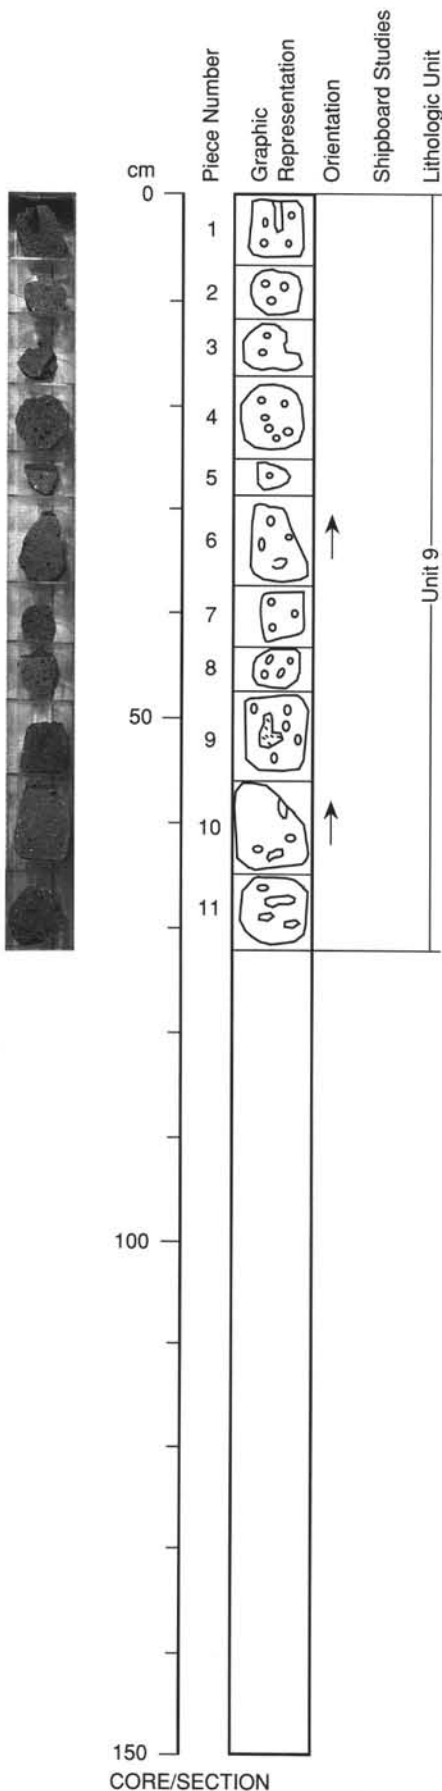 cm
Piece Number
Graphic
Representation
Orientation
Shipboard Studies
Lithologic Unit
0
1
2
3
4
5
6
7
8
50
9
10
11
Unit 9
100
150
CORE/SECTION